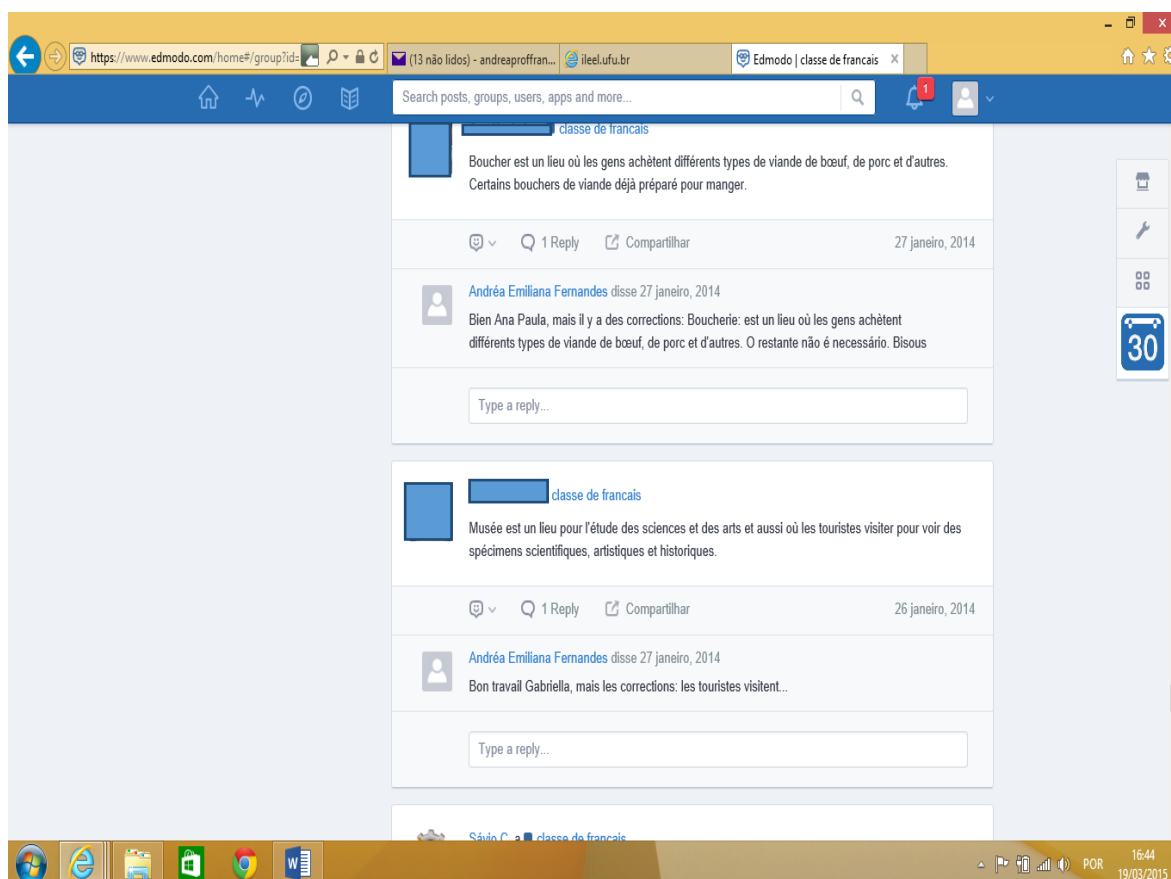 https://www.edmodo.com/home#/group?id=
(13 não lidos) - andreaproffran...
ileel.ufu.br
Edmodo | classe de francais
Search posts, groups, users, apps and more...
1
classe de francais
Boucher est un lieu où les gens achètent différents types de viande de bœuf, de porc et d'autres.
Certains bouchers de viande déjà préparé pour manger.
1 Reply Compartilhar 27 janeiro, 2014
Andréa Emiliana Fernandes disse 27 janeiro, 2014
Bien Ana Paula, mais il y a des corrections: Boucherie: est un lieu où les gens achètent
différents types de viande de bœuf, de porc et d'autres. O restante não é necessário. Bisous
30
Type a reply...
classe de francais
Musée est un lieu pour l'étude des sciences et des arts et aussi où les touristes visiter pour voir des
spécimens scientifiques, artistiques et historiques.
1 Reply Compartilhar 26 janeiro, 2014
Andréa Emiliana Fernandes disse 27 janeiro, 2014
Bon travail Gabriella, mais les corrections: les touristes visitent...
Type a reply...
Sávio C. a classe de francais
POR
16:44
19/03/2015